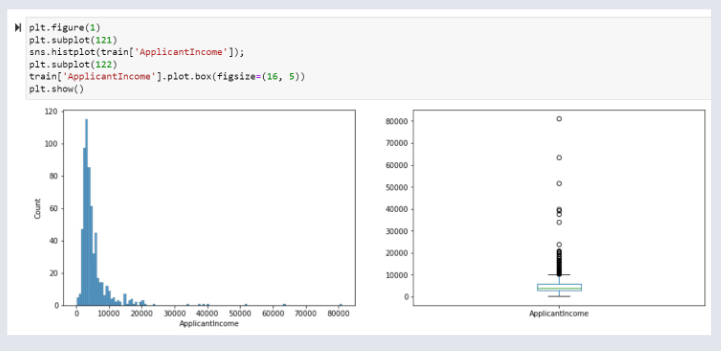 plt.figure(1)
plt.subplot(121)
sns.histplot(train['ApplicantIncome']);
plt.subplot(122)
train['ApplicantIncome'].plot.box(figsize=(16, 5))
plt.show()
120
100
80
60
40
20
0
Count
0 10000 20000 30000 40000 50000 60000 70000 80000
ApplicantIncome
80000
70000
60000
50000
40000
30000
20000
10000
0
ApplicantIncome